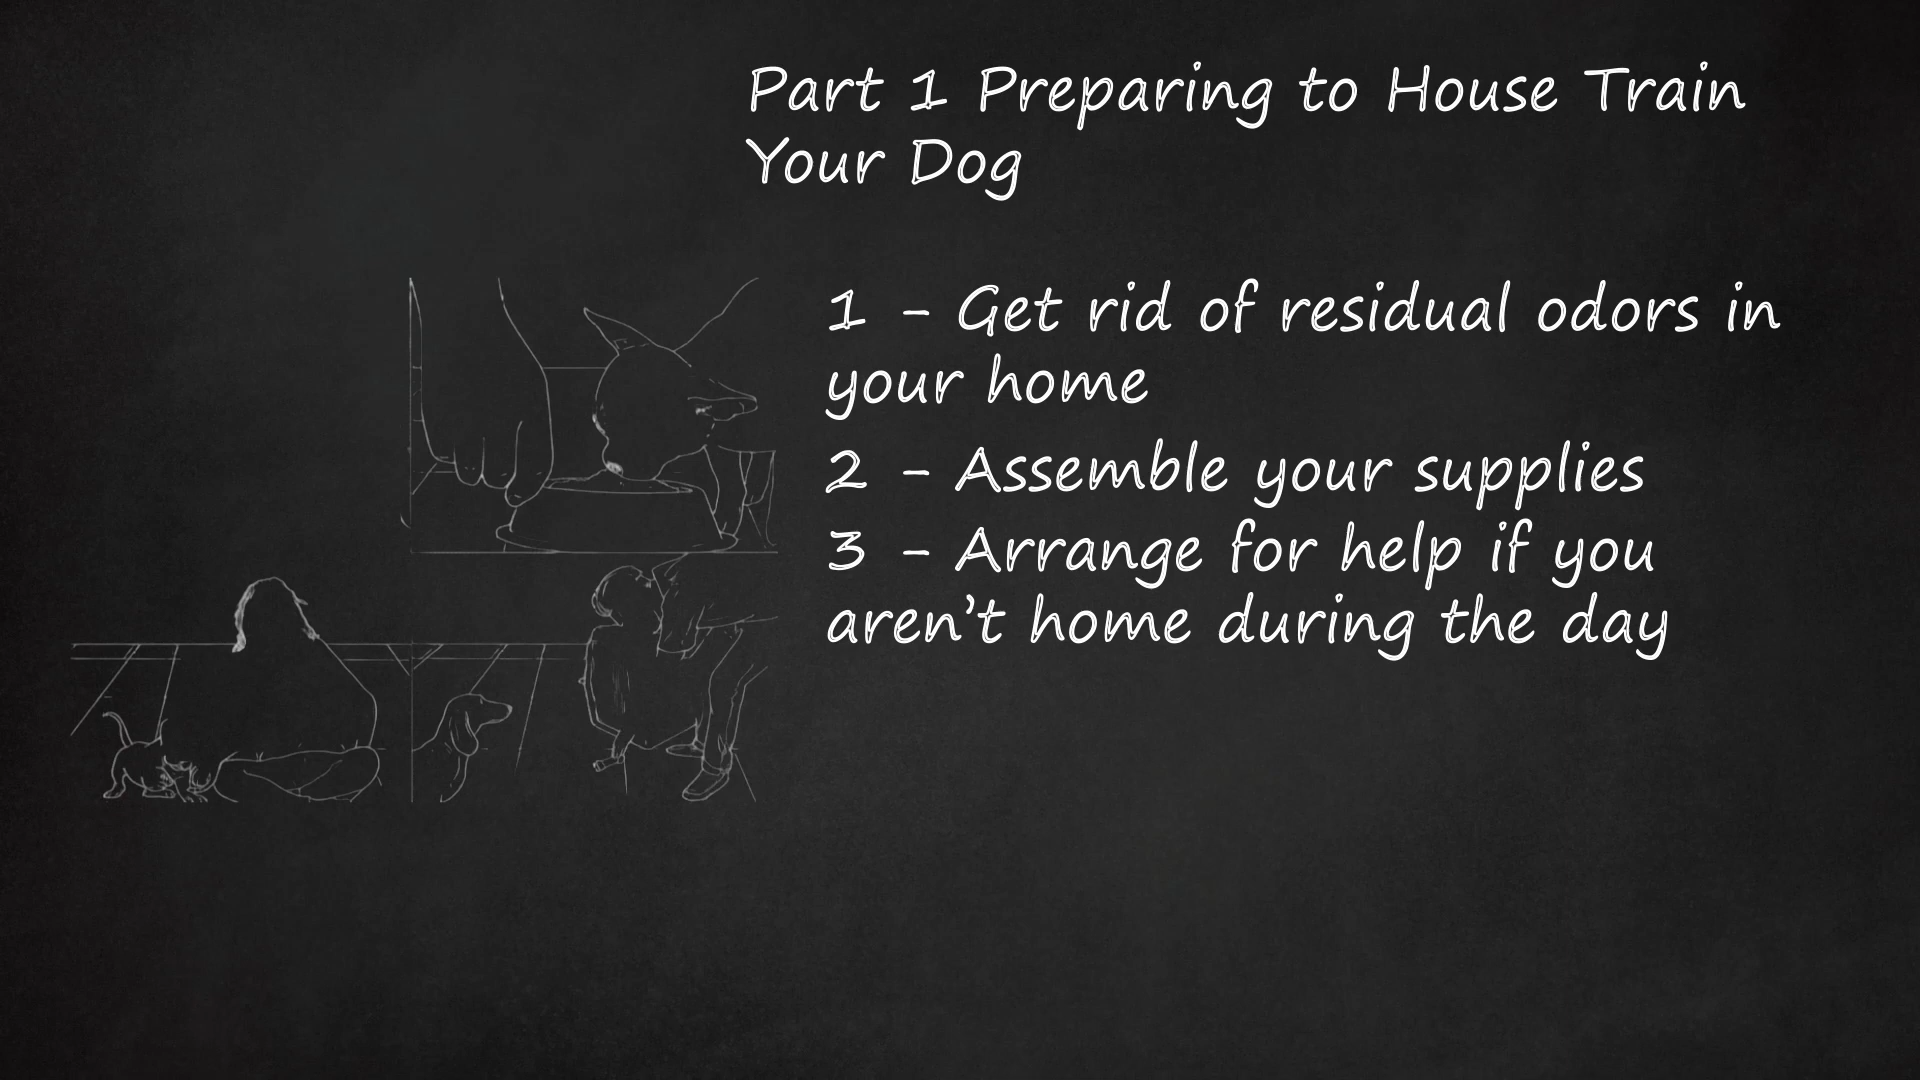 Part 1 Preparing to House Train
Your Dog
1 - Get rid of residual odors in
your home
2 - Assemble your supplies
3 - Arrange for help if you
aren’t home during the day